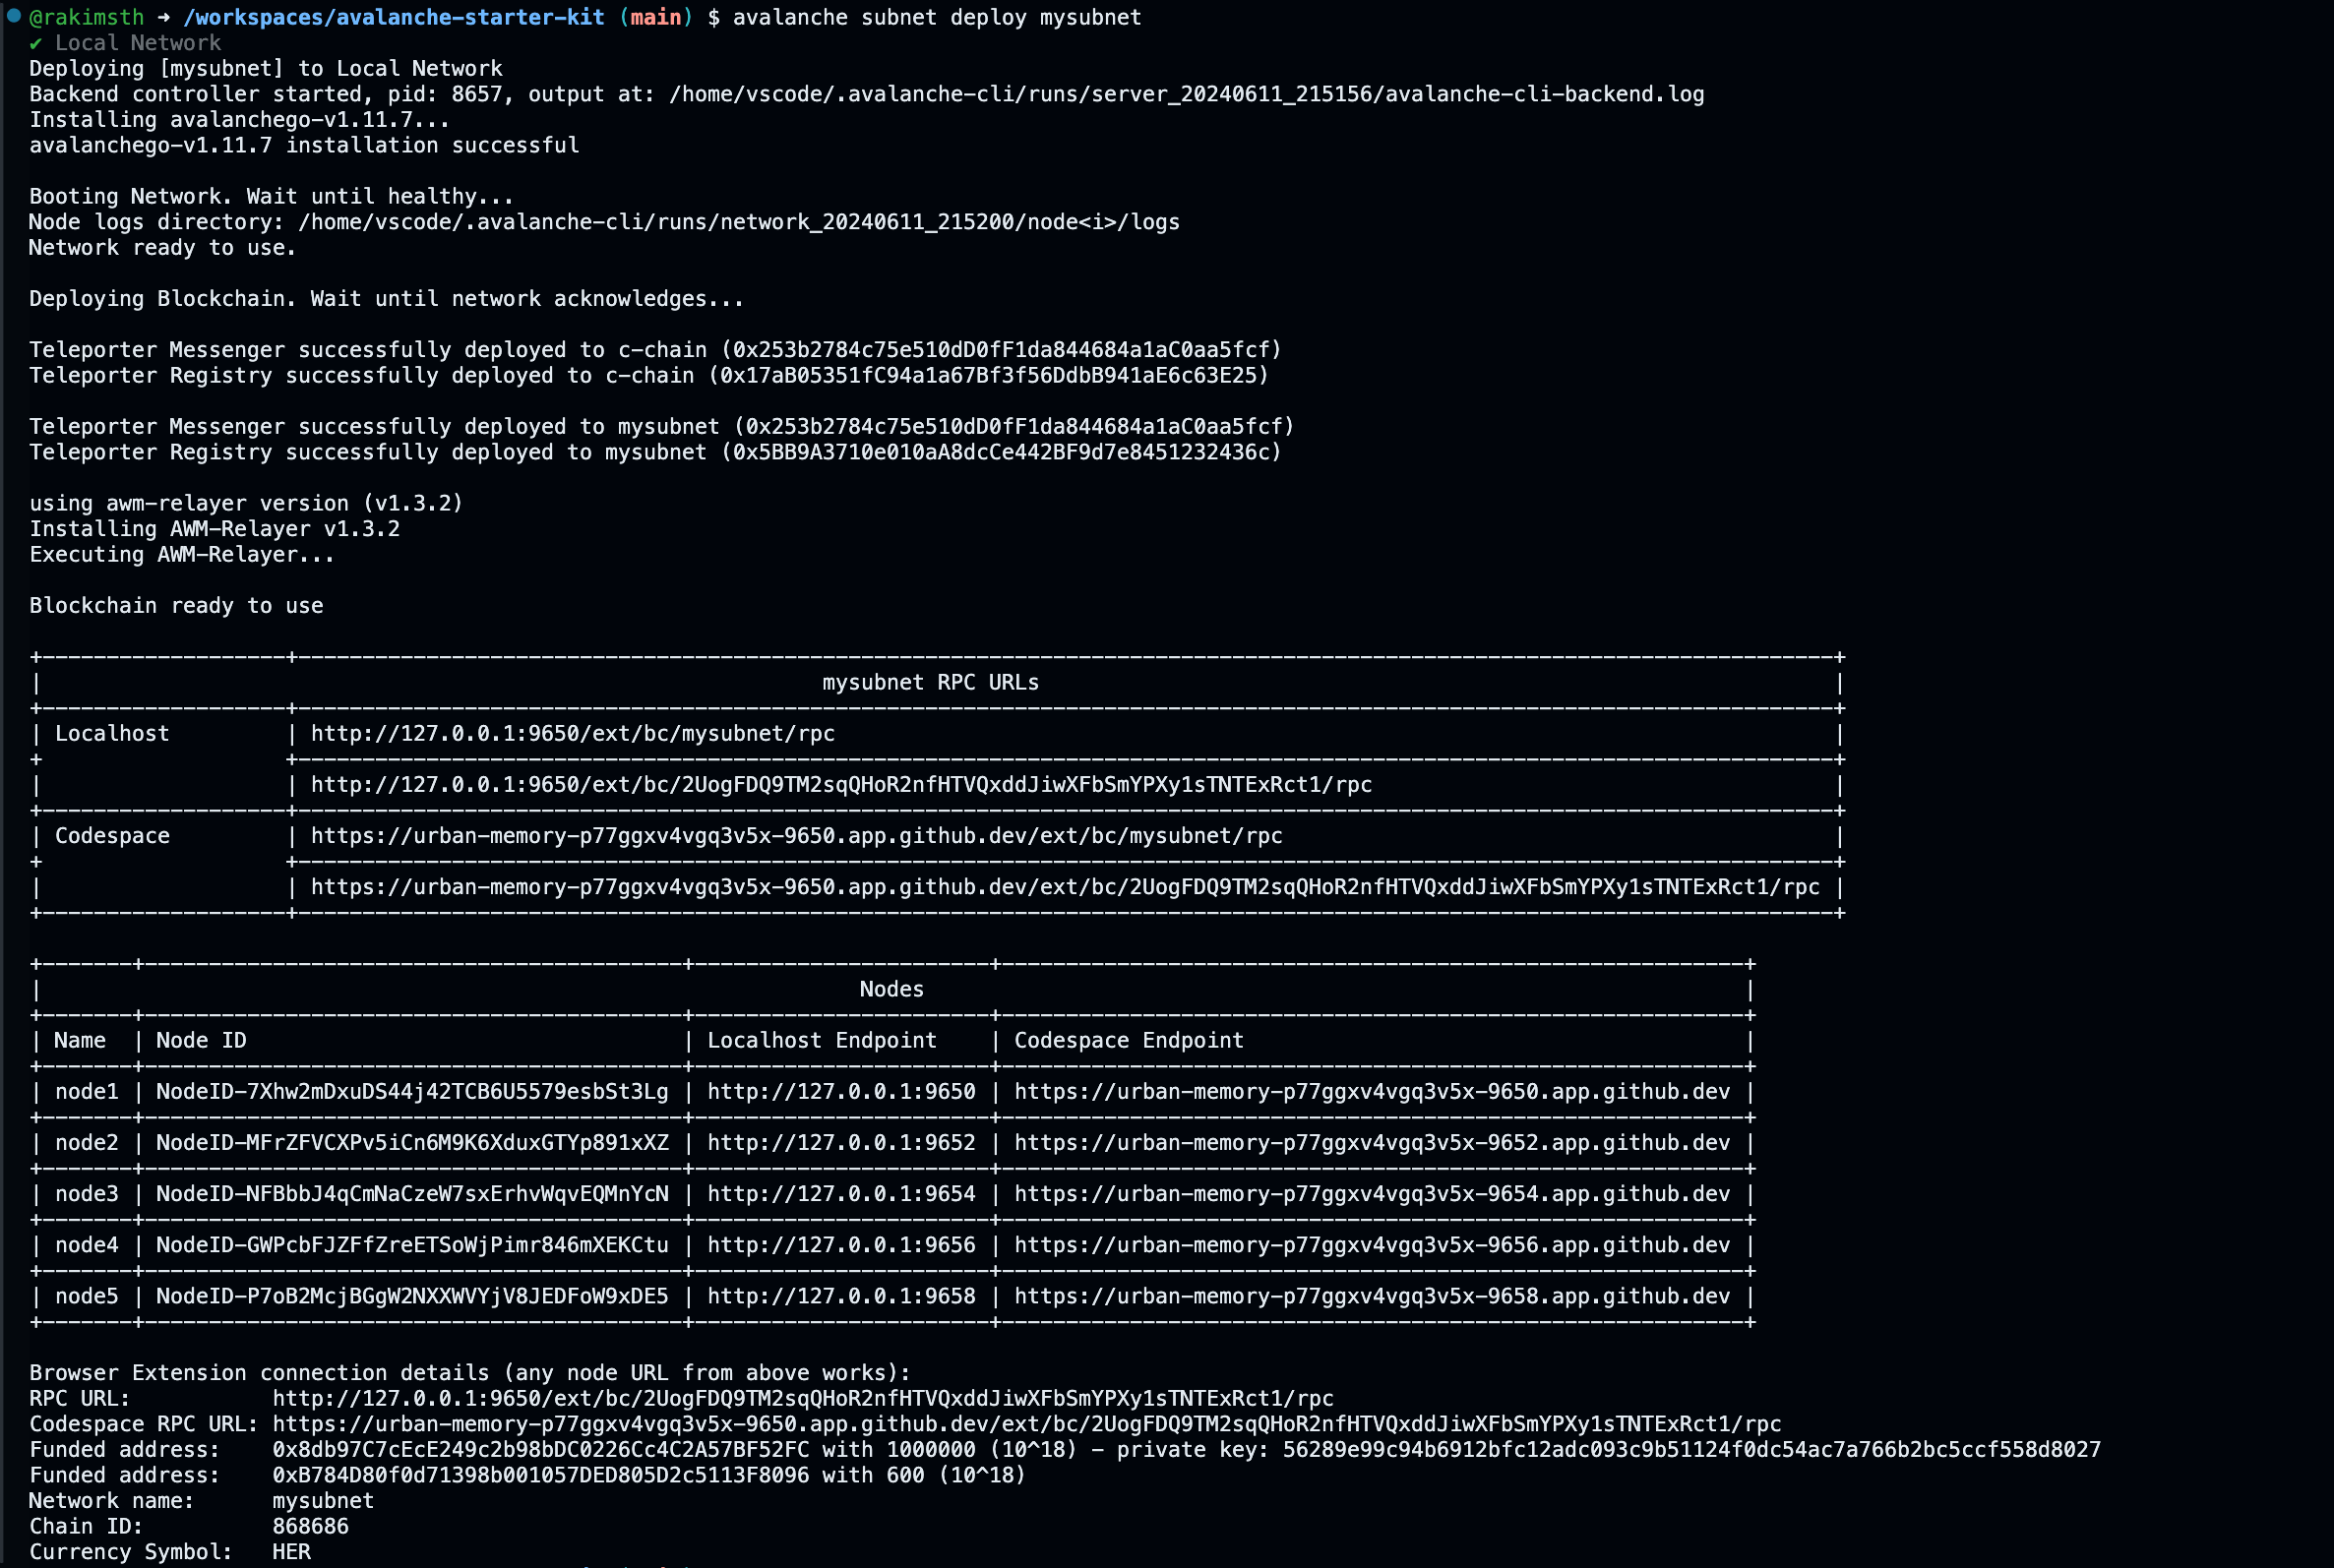 @rakimsth ➜ /workspaces/avalanche-starter-kit (main) $ avalanche subnet deploy mysubnet
✔ Local Network
Deploying [mysubnet] to Local Network
Backend controller started, pid: 8657, output at: /home/vscode/.avalanche-cli/runs/server_20240611_215156/avalanche-cli-backend.log
Installing avalanchego-v1.11.7...
avalanchego-v1.11.7 installation successful
Booting Network. Wait until healthy...
Node logs directory: /home/vscode/.avalanche-cli/runs/network_20240611_215200/node<i>/logs
Network ready to use.
Deploying Blockchain. Wait until network acknowledges...
Teleporter Messenger successfully deployed to c-chain (0x253b2784c75e510dD0fF1da844684a1aC0aa5fcf)
Teleporter Registry successfully deployed to c-chain (0x17aB05351fC94a1a67Bf3f56DdbB941aE6c63E25)
Teleporter Messenger successfully deployed to mysubnet (0x253b2784c75e510dD0fF1da844684a1aC0aa5fcf)
Teleporter Registry successfully deployed to mysubnet (0x5BB9A3710e010aA8dcCe442BF9d7e8451232436c)
using awm-relayer version (v1.3.2)
Installing AWM-Relayer v1.3.2
Executing AWM-Relayer...
Blockchain ready to use
mysubnet RPC URLs
| Localhost | http://127.0.0.1:9650/ext/bc/mysubnet/rpc |
| | http://127.0.0.1:9650/ext/bc/2UogFDQ9TM2sqQHoR2nfHTVQxddJiwXFbSmYPXy1sTNTExRct1/rpc |
| Codespace | https://urban-memory-p77ggxv4vgq3v5x-9650.app.github.dev/ext/bc/mysubnet/rpc |
| | https://urban-memory-p77ggxv4vgq3v5x-9650.app.github.dev/ext/bc/2UogFDQ9TM2sqQHoR2nfHTVQxddJiwXFbSmYPXy1sTNTExRct1/rpc |
Nodes
| Name | Node ID | Localhost Endpoint | Codespace Endpoint |
| node1 | NodeID-7Xhw2mDxuDS44j42TCB6U5579esbSt3Lg | http://127.0.0.1:9650 | https://urban-memory-p77ggxv4vgq3v5x-9650.app.github.dev |
| node2 | NodeID-MFrZFVCXPv5iCn6M9K6XduxGTYp891xXZ | http://127.0.0.1:9652 | https://urban-memory-p77ggxv4vgq3v5x-9652.app.github.dev |
| node3 | NodeID-NFBbbJ4qCmNaCzeW7sxErhvWqvEQMnYcN | http://127.0.0.1:9654 | https://urban-memory-p77ggxv4vgq3v5x-9654.app.github.dev |
| node4 | NodeID-GWPcbFJZFfZreETSoWjPimr846mXEKCtu | http://127.0.0.1:9656 | https://urban-memory-p77ggxv4vgq3v5x-9656.app.github.dev |
| node5 | NodeID-P7oB2McjBGgW2NXXWVYjV8JEDFoW9xDE5 | http://127.0.0.1:9658 | https://urban-memory-p77ggxv4vgq3v5x-9658.app.github.dev |
Browser Extension connection details (any node URL from above works):
RPC URL: http://127.0.0.1:9650/ext/bc/2UogFDQ9TM2sqQHoR2nfHTVQxddJiwXFbSmYPXy1sTNTExRct1/rpc
Codespace RPC URL: https://urban-memory-p77ggxv4vgq3v5x-9650.app.github.dev/ext/bc/2UogFDQ9TM2sqQHoR2nfHTVQxddJiwXFbSmYPXy1sTNTExRct1/rpc
Funded address: 0x8db97C7cEcE249c2b98bDC0226Cc4C2A57BF52FC with 1000000 (10^18) - private key: 56289e99c94b6912bfc12adc093c9b51124f0dc54ac7a766b2bc5ccf558d8027
Funded address: 0xB784D80f0d71398b001057DED805D2c5113F8096 with 600 (10^18)
Network name: mysubnet
Chain ID: 868686
Currency Symbol: HER